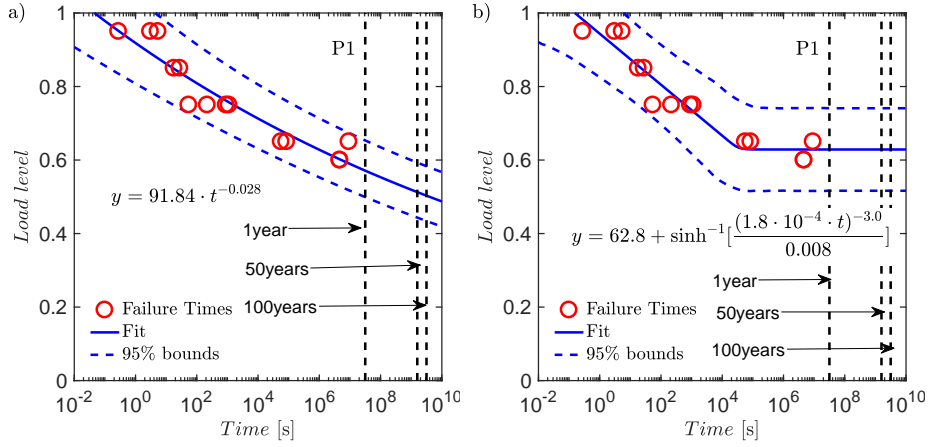 a)
1
0.8
0.6
0.4
0.2
0
Load level
P1
y = 91.84 · t^{-0.028}
1year
50years
100years
Failure Times
Fit
95% bounds
10^{-2} 10^{0} 10^{2} 10^{4} 10^{6} 10^{8} 10^{10}
Time [s]
b)
1
0.8
0.6
0.4
0.2
0
Load level
P1
y = 62.8 + sinh^{-1}[\frac{(1.8 · 10^{-4} · t)^{-3.0}}{0.008}]
1year
50years
100years
Failure Times
Fit
95% bounds
10^{-2} 10^{0} 10^{2} 10^{4} 10^{6} 10^{8} 10^{10}
Time [s]